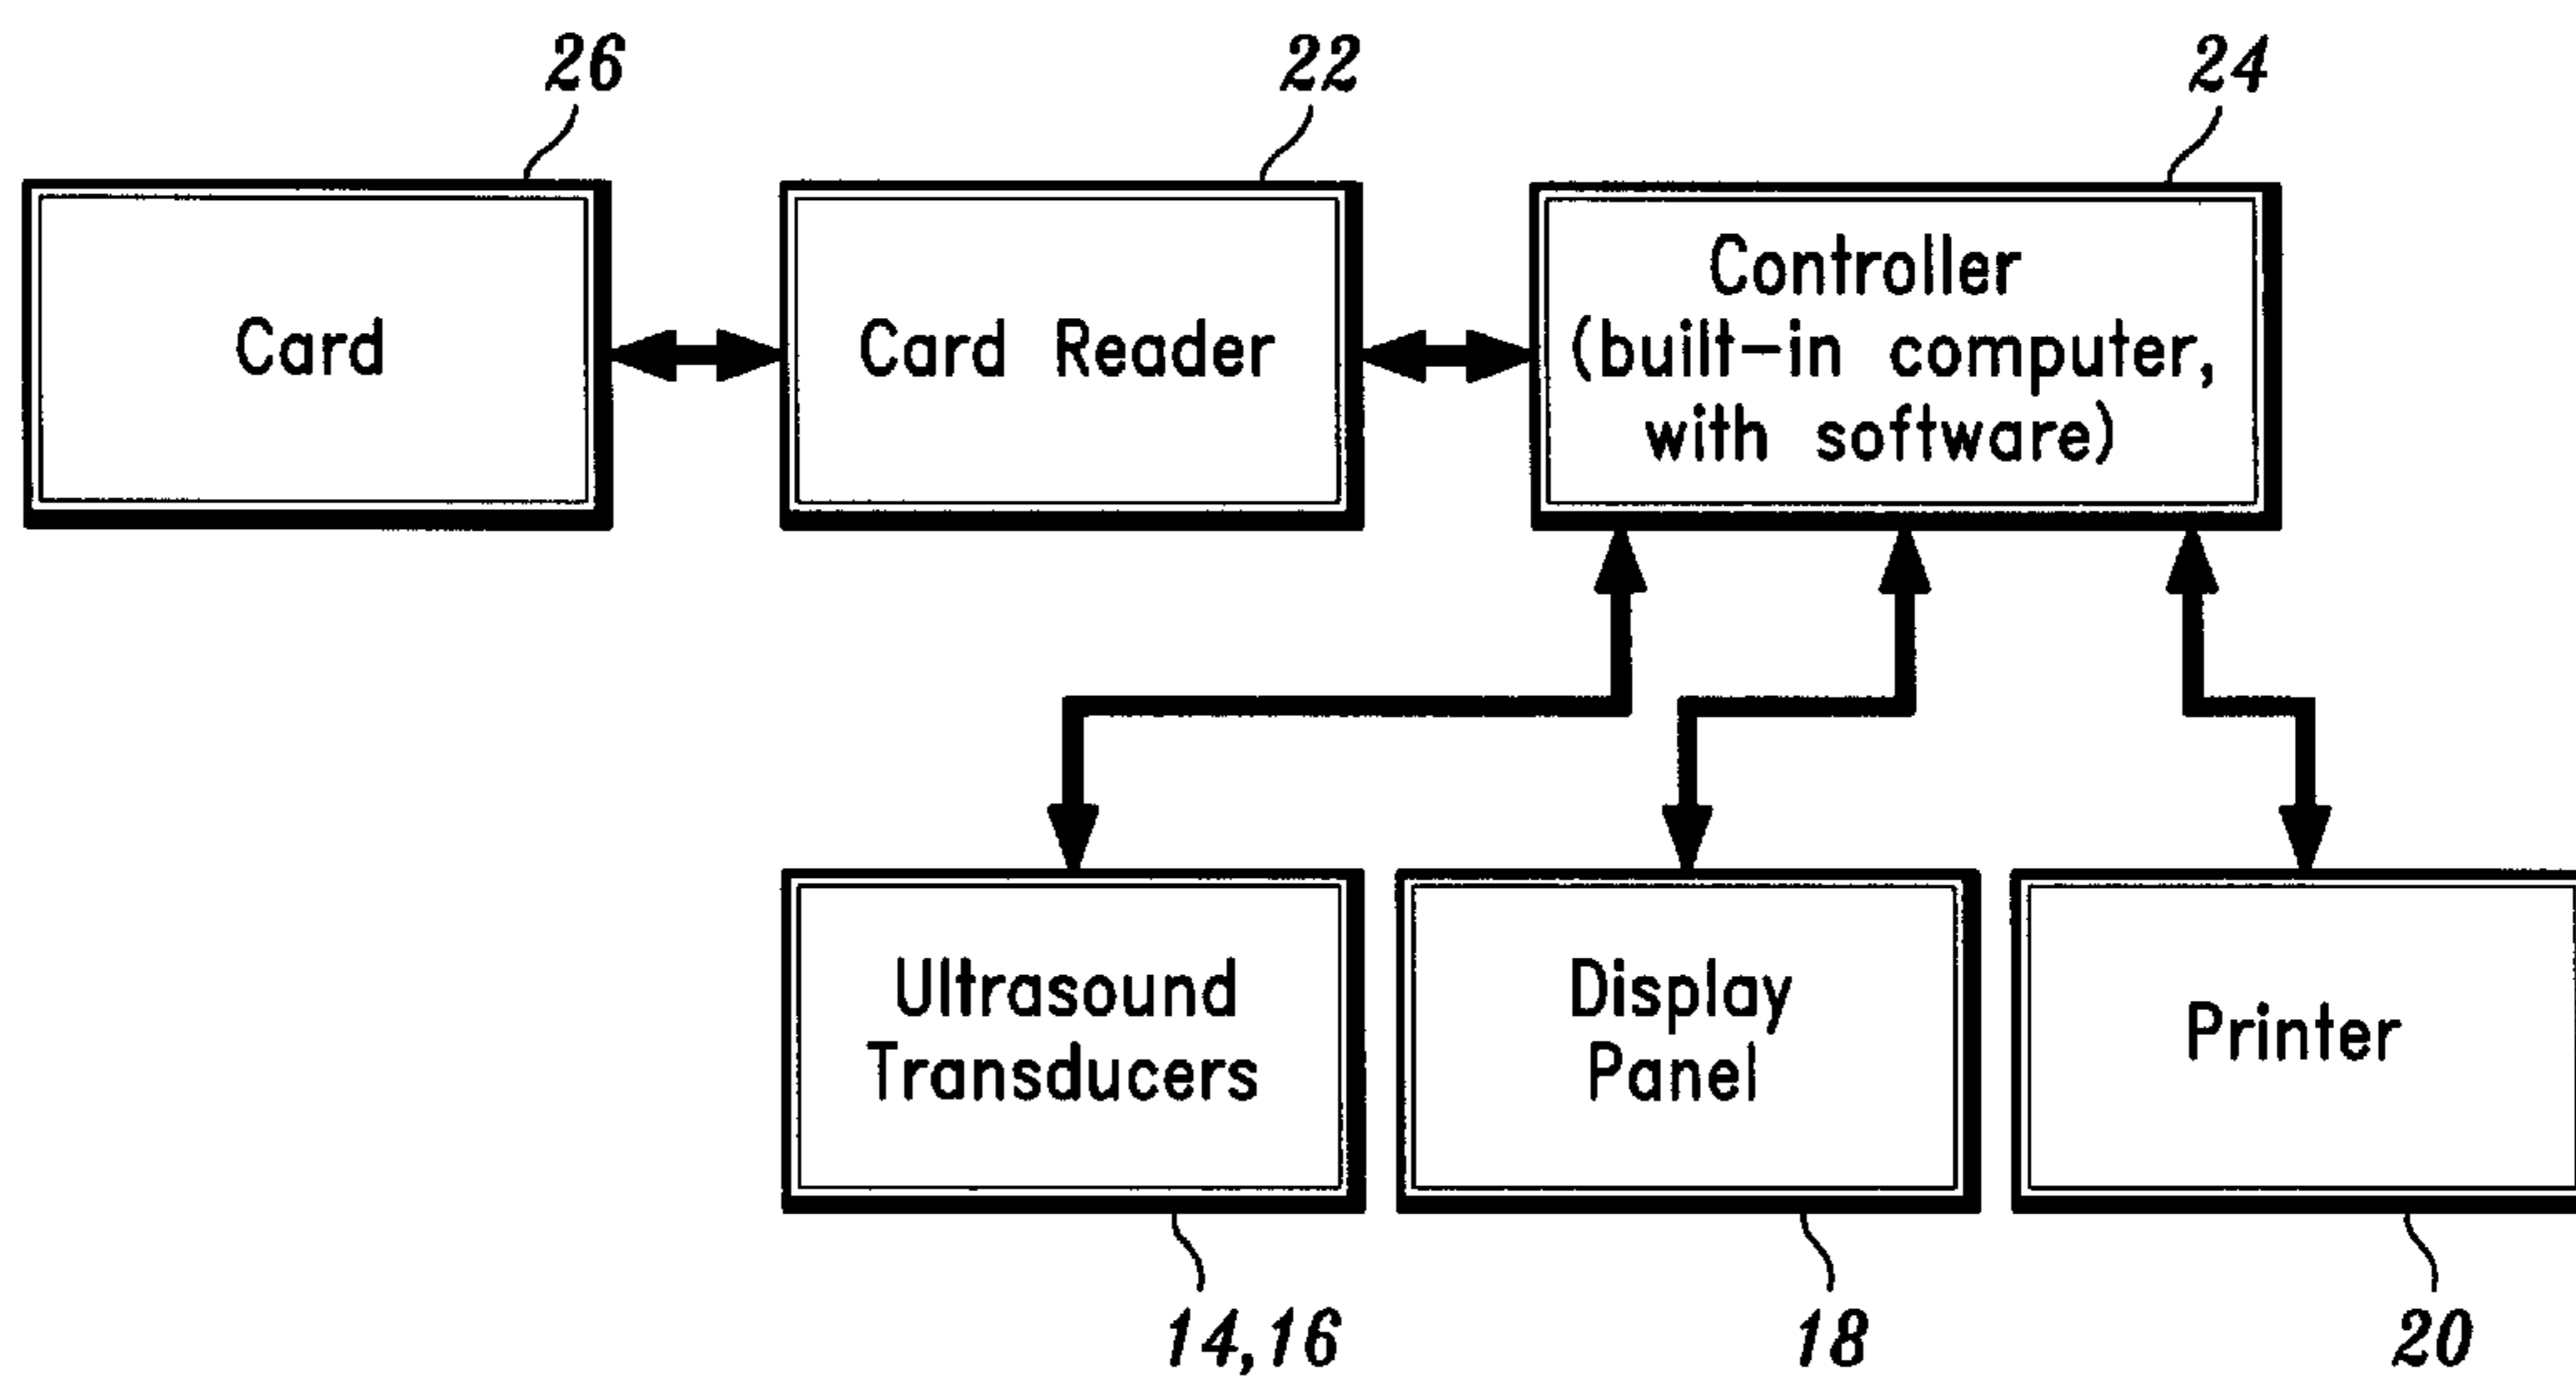 26
22
24
Card
Card Reader
Controller
(built-in computer,
with software)
Ultrasound
Transducers
Display
Panel
Printer
14,16
18
20